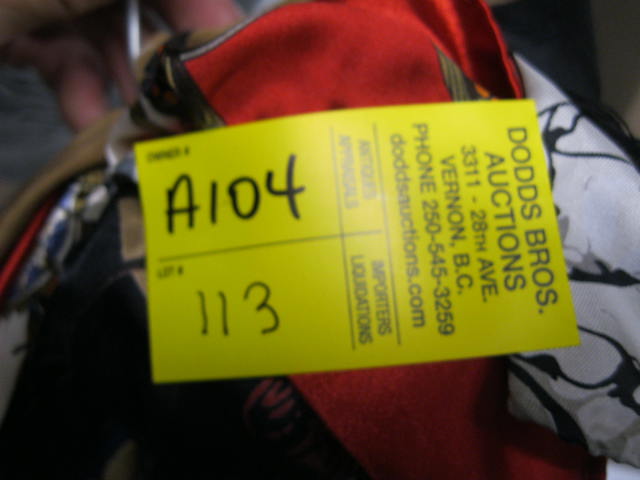 OWNER #
A104
LOT #
113
ANTIQUES
APPRAISALS
IMPORTERS
LIQUIDATIONS
DODDS BROS.
AUCTIONS
3311 - 28TH AVE.
VERNON, B.C.
PHONE 250-545-3259
doddsauctions.com